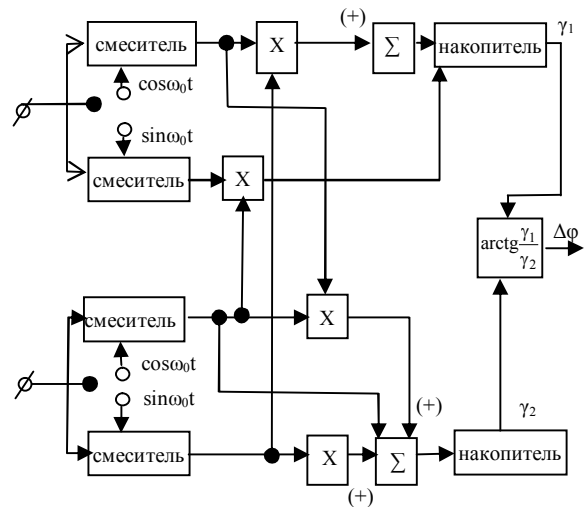 (+)
γ₁
смеситель
X
Σ
накопитель
cosω₀t
sinω₀t
смеситель
X
arctg γ₁/γ₂
Δφ
смеситель
X
cosω₀t
sinω₀t
(+)
γ₂
смеситель
X
Σ
накопитель
(+)